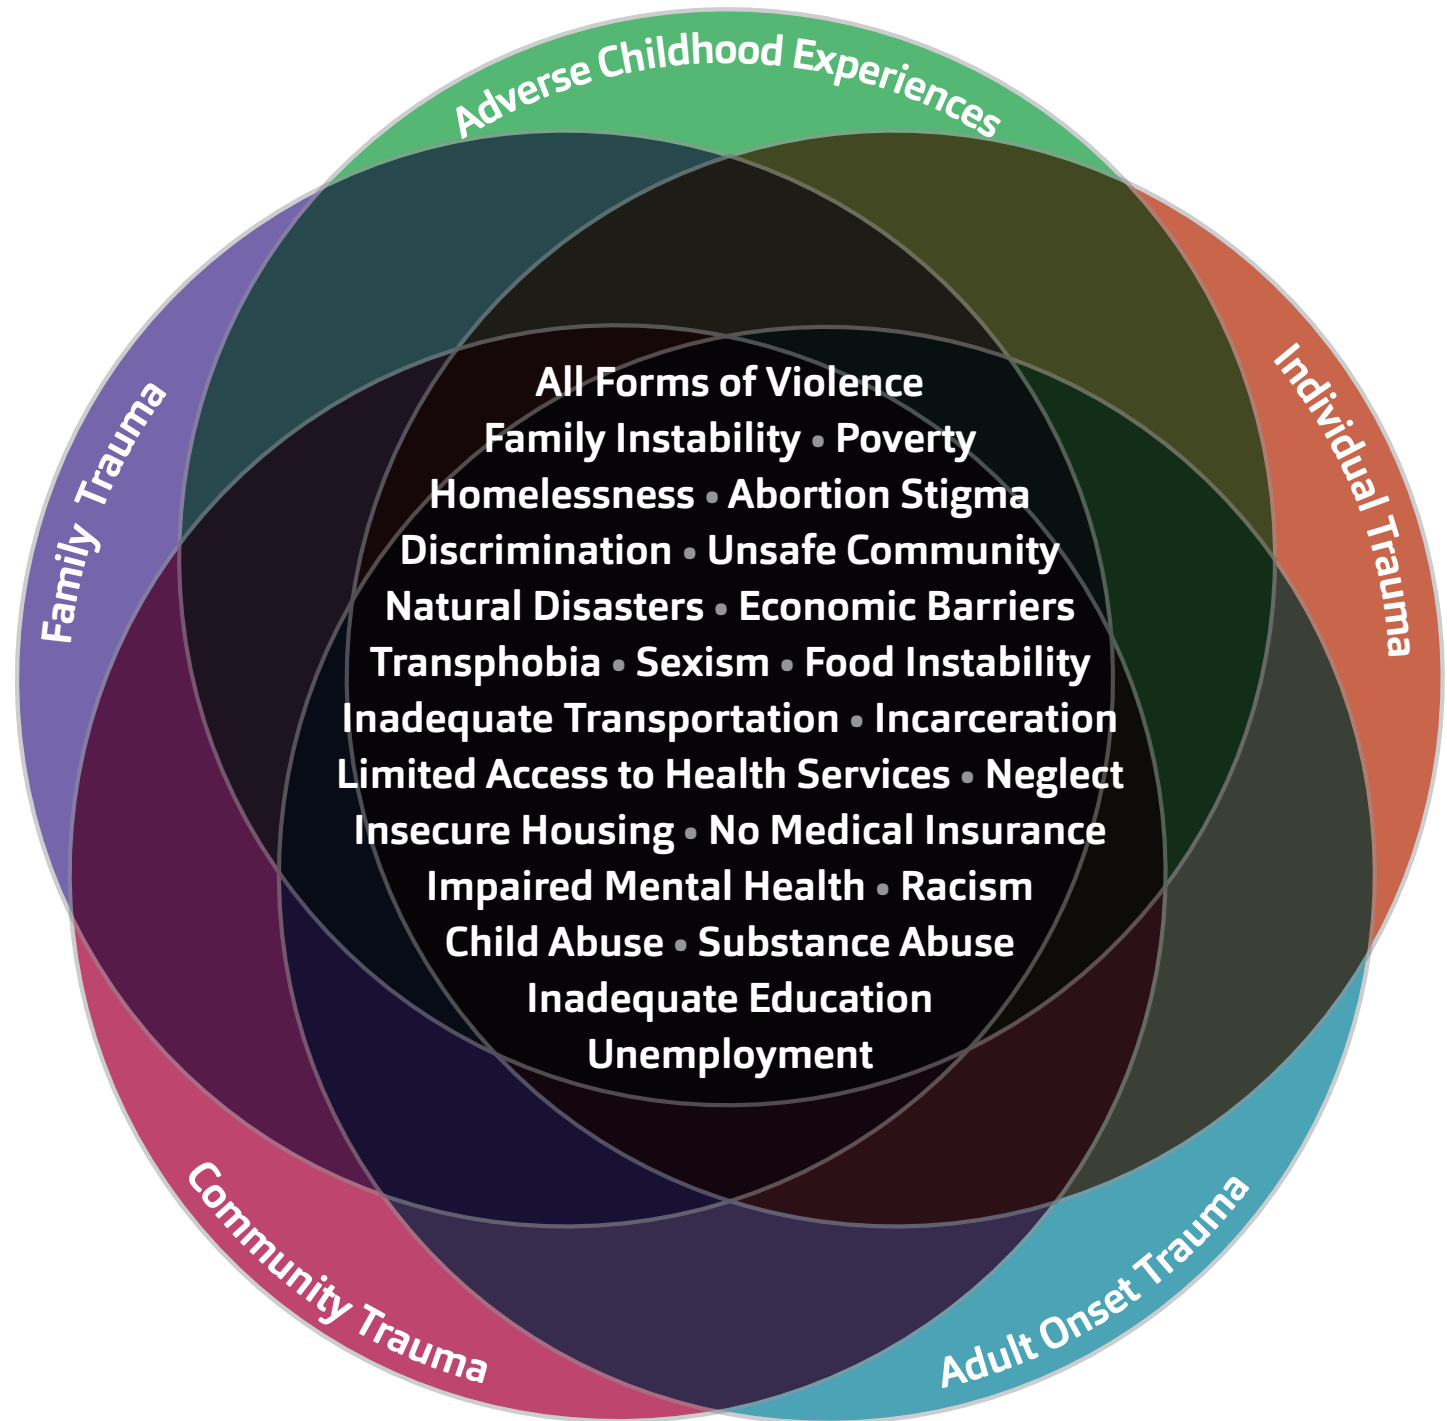 Adverse Childhood Experiences
Individual Trauma
Family Trauma
All Forms of Violence
Family Instability • Poverty
Homelessness • Abortion Stigma
Discrimination • Unsafe Community
Natural Disasters • Economic Barriers
Transphobia • Sexism • Food Instability
Inadequate Transportation • Incarceration
Limited Access to Health Services • Neglect
Insecure Housing • No Medical Insurance
Impaired Mental Health • Racism
Child Abuse • Substance Abuse
Inadequate Education
Unemployment
Community Trauma
Adult Onset Trauma